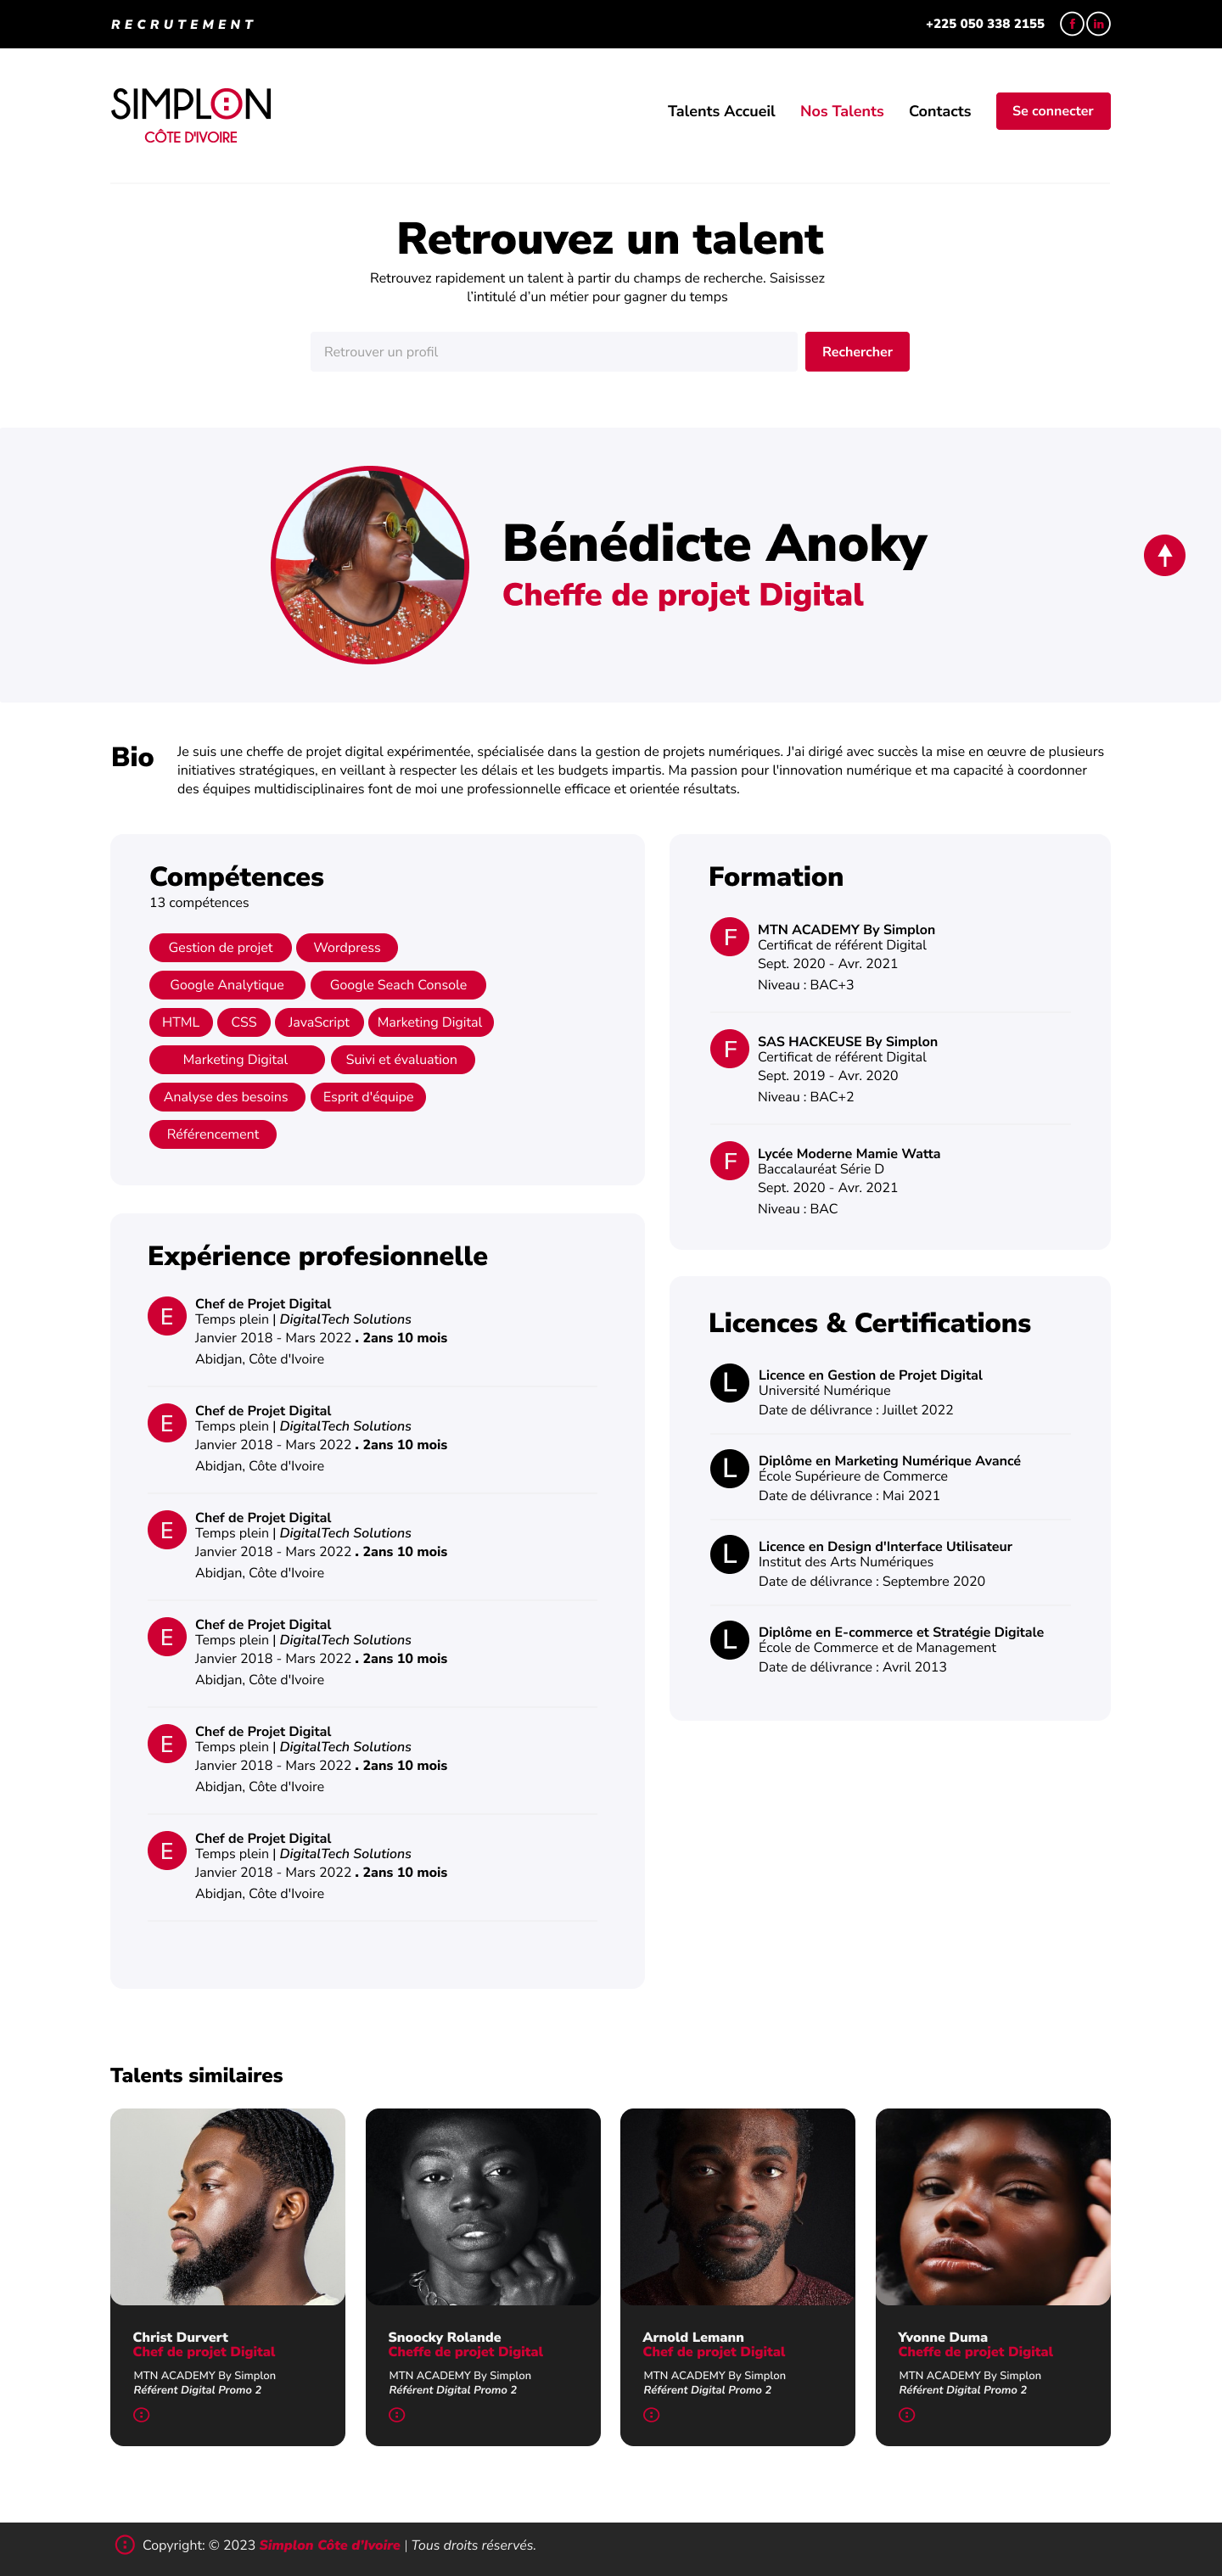 RECRUTEMENT
+225 050 338 2155
f in
SIMPLON
CÔTE D'IVOIRE
Talents Accueil
Nos Talents
Contacts
Se connecter
Retrouvez un talent
Retrouvez rapidement un talent à partir du champs de recherche. Saisissez
l'intitulé d'un métier pour gagner du temps
Retrouver un profil
Rechercher
Bénédicte Anoky
Cheffe de projet Digital
Bio
Je suis une cheffe de projet digital expérimentée, spécialisée dans la gestion de projets numériques. J'ai dirigé avec succès la mise en œuvre de plusieurs
initiatives stratégiques, en veillant à respecter les délais et les budgets impartis. Ma passion pour l'innovation numérique et ma capacité à coordonner
des équipes multidisciplinaires font de moi une professionnelle efficace et orientée résultats.
Compétences
13 compétences
Gestion de projet
Wordpress
Google Analytique
Google Seach Console
HTML
CSS
JavaScript
Marketing Digital
Marketing Digital
Suivi et évaluation
Analyse des besoins
Esprit d'équipe
Référencement
Expérience profesionnelle
E
Chef de Projet Digital
Temps plein | DigitalTech Solutions
Janvier 2018 - Mars 2022 . 2ans 10 mois
Abidjan, Côte d'Ivoire
E
Chef de Projet Digital
Temps plein | DigitalTech Solutions
Janvier 2018 - Mars 2022 . 2ans 10 mois
Abidjan, Côte d'Ivoire
E
Chef de Projet Digital
Temps plein | DigitalTech Solutions
Janvier 2018 - Mars 2022 . 2ans 10 mois
Abidjan, Côte d'Ivoire
E
Chef de Projet Digital
Temps plein | DigitalTech Solutions
Janvier 2018 - Mars 2022 . 2ans 10 mois
Abidjan, Côte d'Ivoire
E
Chef de Projet Digital
Temps plein | DigitalTech Solutions
Janvier 2018 - Mars 2022 . 2ans 10 mois
Abidjan, Côte d'Ivoire
E
Chef de Projet Digital
Temps plein | DigitalTech Solutions
Janvier 2018 - Mars 2022 . 2ans 10 mois
Abidjan, Côte d'Ivoire
Formation
F
MTN ACADEMY By Simplon
Certificat de référent Digital
Sept. 2020 - Avr. 2021
Niveau : BAC+3
F
SAS HACKEUSE By Simplon
Certificat de référent Digital
Sept. 2019 - Avr. 2020
Niveau : BAC+2
F
Lycée Moderne Mamie Watta
Baccalauréat Série D
Sept. 2020 - Avr. 2021
Niveau : BAC
Licences & Certifications
L
Licence en Gestion de Projet Digital
Université Numérique
Date de délivrance : Juillet 2022
L
Diplôme en Marketing Numérique Avancé
École Supérieure de Commerce
Date de délivrance : Mai 2021
L
Licence en Design d'Interface Utilisateur
Institut des Arts Numériques
Date de délivrance : Septembre 2020
L
Diplôme en E-commerce et Stratégie Digitale
École de Commerce et de Management
Date de délivrance : Avril 2013
Talents similaires
Christ Durvert
Chef de projet Digital
MTN ACADEMY By Simplon
Référent Digital Promo 2
Snoocky Rolande
Cheffe de projet Digital
MTN ACADEMY By Simplon
Référent Digital Promo 2
Arnold Lemann
Chef de projet Digital
MTN ACADEMY By Simplon
Référent Digital Promo 2
Yvonne Duma
Cheffe de projet Digital
MTN ACADEMY By Simplon
Référent Digital Promo 2
Copyright: © 2023 Simplon Côte d'Ivoire | Tous droits réservés.